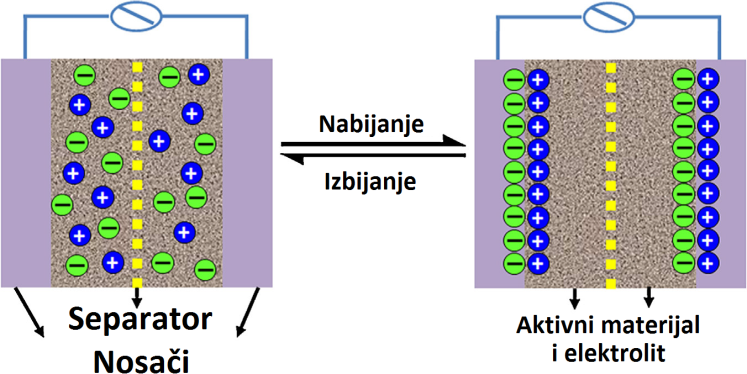 Nabijanje
Izbijanje
Separator
Nosači
Aktivni materijal
i elektrolit